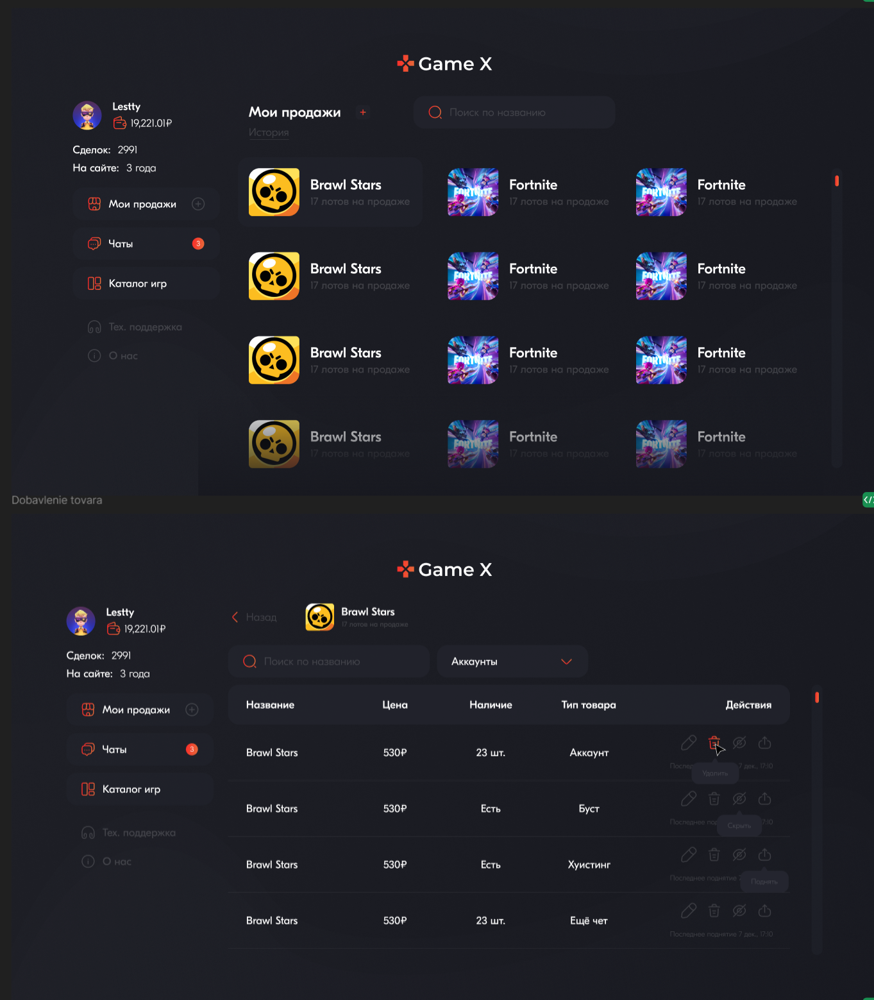 Game X
Lestty
19,221.01₽
Сделок: 2991
На сайте: 3 года
Мои продажи
Чаты 3
Каталог игр
Тех. поддержка
О нас
Мои продажи +
История
Поиск по названию
Brawl Stars
17 лотов на продаже
Fortnite
17 лотов на продаже
Fortnite
17 лотов на продаже
Brawl Stars
17 лотов на продаже
Fortnite
17 лотов на продаже
Fortnite
17 лотов на продаже
Brawl Stars
17 лотов на продаже
Fortnite
17 лотов на продаже
Fortnite
17 лотов на продаже
Brawl Stars
17 лотов на продаже
Fortnite
17 лотов на продаже
Fortnite
17 лотов на продаже
Dobavlenie tovara
Game X
Lestty
19,221.01₽
Сделок: 2991
На сайте: 3 года
Мои продажи
Чаты 3
Каталог игр
Тех. поддержка
О нас
Назад
Brawl Stars
17 лотов на продаже
Поиск по названию
Аккаунты
Название Цена Наличие Тип товара Действия
Brawl Stars 530₽ 23 шт. Аккаунт
7 дек., 17:10
Удалить
Brawl Stars 530₽ Есть Буст
Последнее
17:10
Скрыть
Brawl Stars 530₽ Есть Хуистинг
Последнее поднятие
Поднять
Brawl Stars 530₽ 23 шт. Ещё чет
Последнее поднятие 7 дек., 17:10